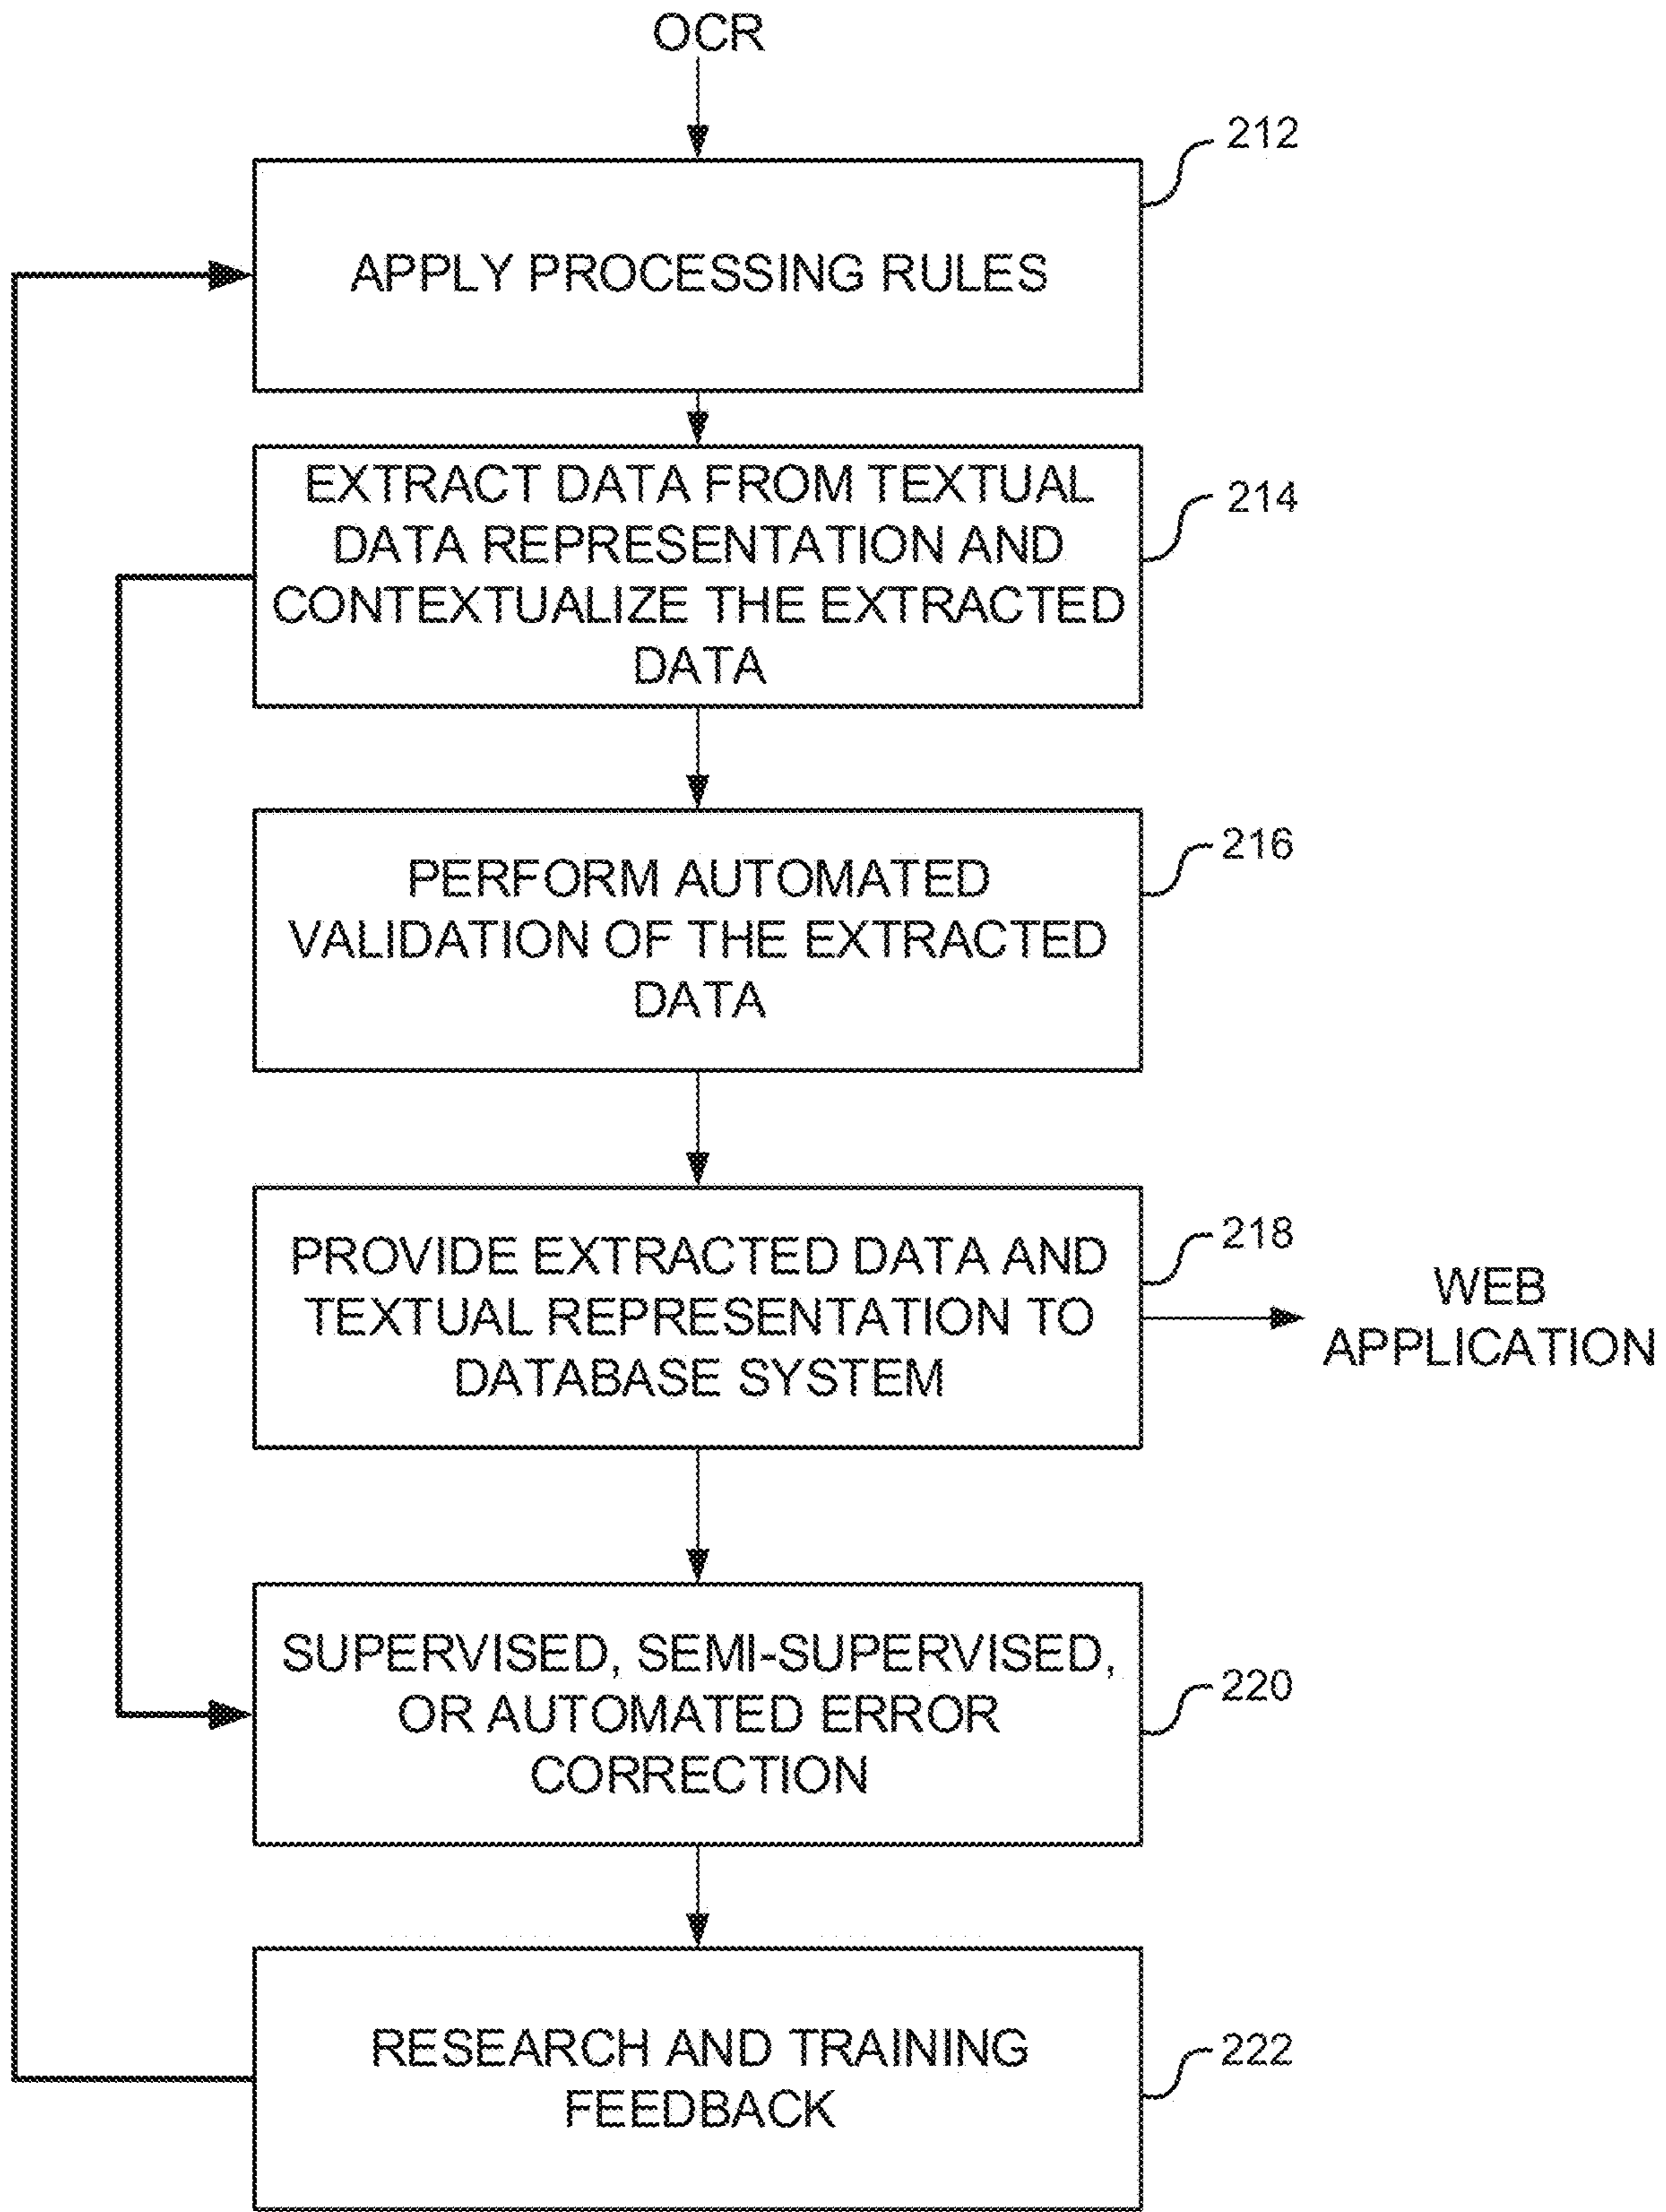 OCR
212
APPLY PROCESSING RULES
EXTRACT DATA FROM TEXTUAL
DATA REPRESENTATION AND
CONTEXTUALIZE THE EXTRACTED
DATA
214
PERFORM AUTOMATED
VALIDATION OF THE EXTRACTED
DATA
216
PROVIDE EXTRACTED DATA AND
TEXTUAL REPRESENTATION TO
DATABASE SYSTEM
218
WEB
APPLICATION
SUPERVISED, SEMI-SUPERVISED,
OR AUTOMATED ERROR
CORRECTION
220
RESEARCH AND TRAINING
FEEDBACK
222